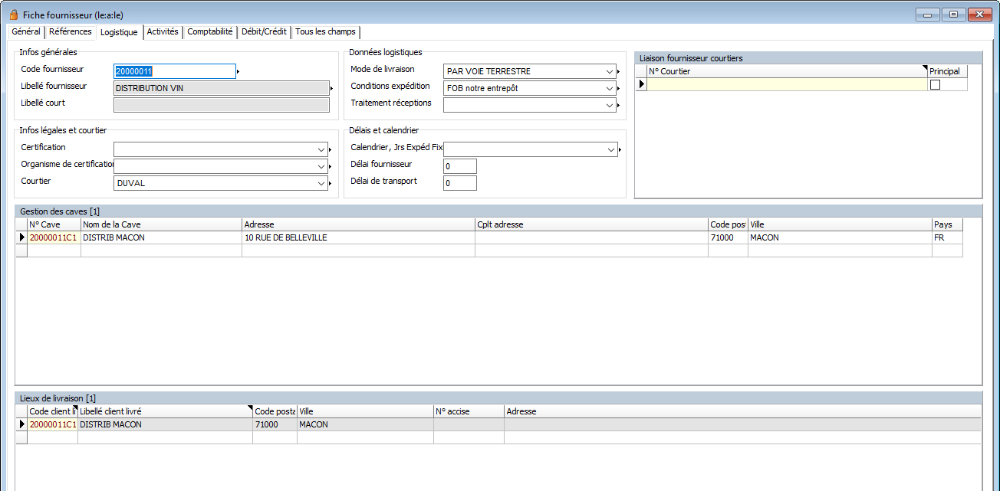 Fiche fournisseur (le:a:le)
Général Références Logistique Activités Comptabilité Débit/Crédit Tous les champs
Infos générales
Code fournisseur 20000011
Libellé fournisseur DISTRIBUTION VIN
Libellé court
Données logistiques
Mode de livraison PAR VOIE TERRESTRE
Conditions expédition FOB notre entrepôt
Traitement réceptions
Liaison fournisseur courtiers
N° Courtier Principal
Infos légales et courtier
Certification
Organisme de certification
Courtier DUVAL
Délais et calendrier
Calendrier, Jrs Expéd Fix
Délai fournisseur 0
Délai de transport 0
Gestion des caves [1]
N° Cave Nom de la Cave Adresse Cplt adresse Code pos Ville Pays
20000011C1 DISTRIB MACON 10 RUE DE BELLEVILLE 71000 MACON FR
Lieux de livraison [1]
Code client li Libellé client livré Code posta Ville N° accise Adresse
20000011C1 DISTRIB MACON 71000 MACON